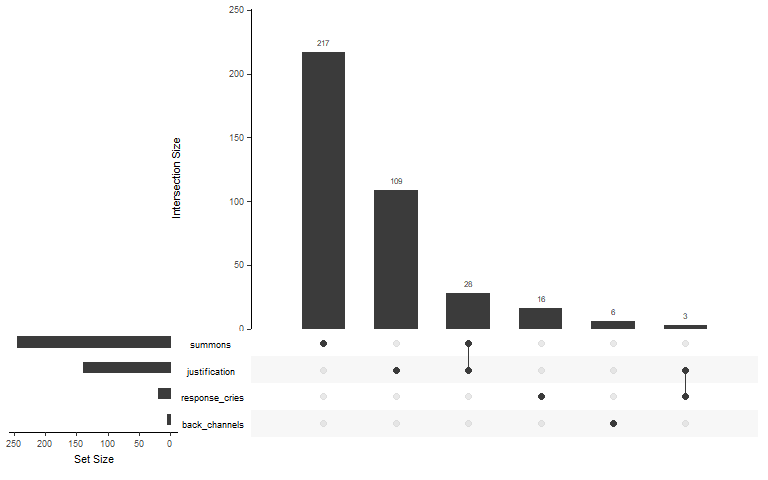 250
217
200
Intersection Size
150
109
100
50
28
16
6
3
0
summons
justification
response_cries
back_channels
250 200 150 100 50 0
Set Size